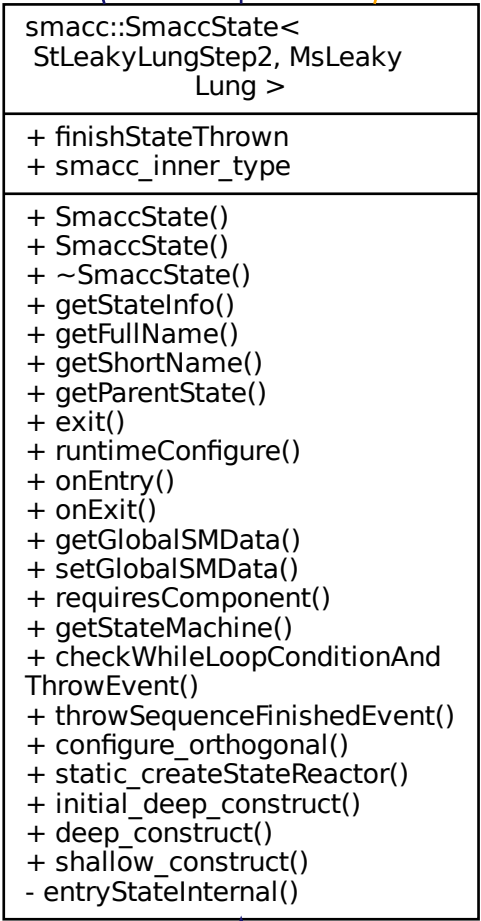 smacc::SmaccState<
StLeakyLungStep2, MsLeaky
Lung >
+ finishStateThrown
+ smacc_inner_type
+ SmaccState()
+ SmaccState()
+ ~SmaccState()
+ getStateInfo()
+ getFullName()
+ getShortName()
+ getParentState()
+ exit()
+ runtimeConfigure()
+ onEntry()
+ onExit()
+ getGlobalSMData()
+ setGlobalSMData()
+ requiresComponent()
+ getStateMachine()
+ checkWhileLoopConditionAnd
ThrowEvent()
+ throwSequenceFinishedEvent()
+ configure_orthogonal()
+ static_createStateReactor()
+ initial_deep_construct()
+ deep_construct()
+ shallow_construct()
- entryStateInternal()